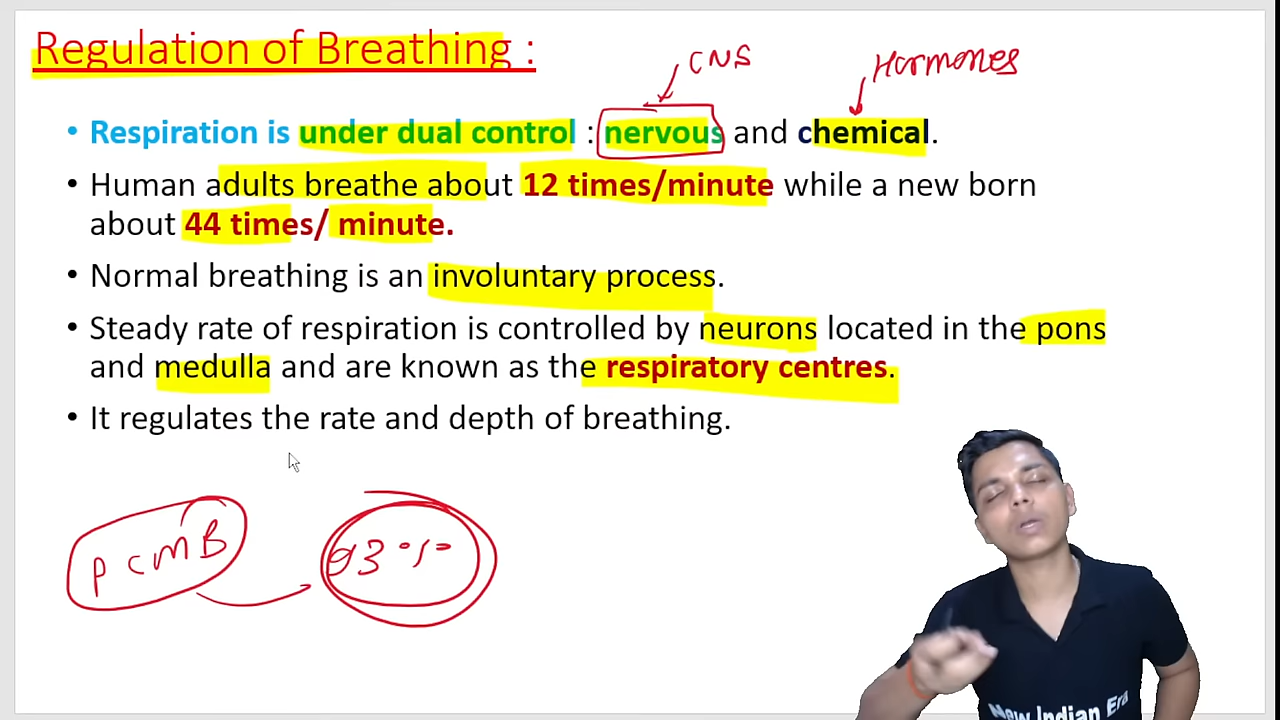 Regulation of Breathing :
CNS
Hormones
• Respiration is under dual control : nervous and chemical.
• Human adults breathe about 12 times/minute while a new born
about 44 times/ minute.
• Normal breathing is an involuntary process.
• Steady rate of respiration is controlled by neurons located in the pons
and medulla and are known as the respiratory centres.
• It regulates the rate and depth of breathing.
PCMB
93%
New Indian Era